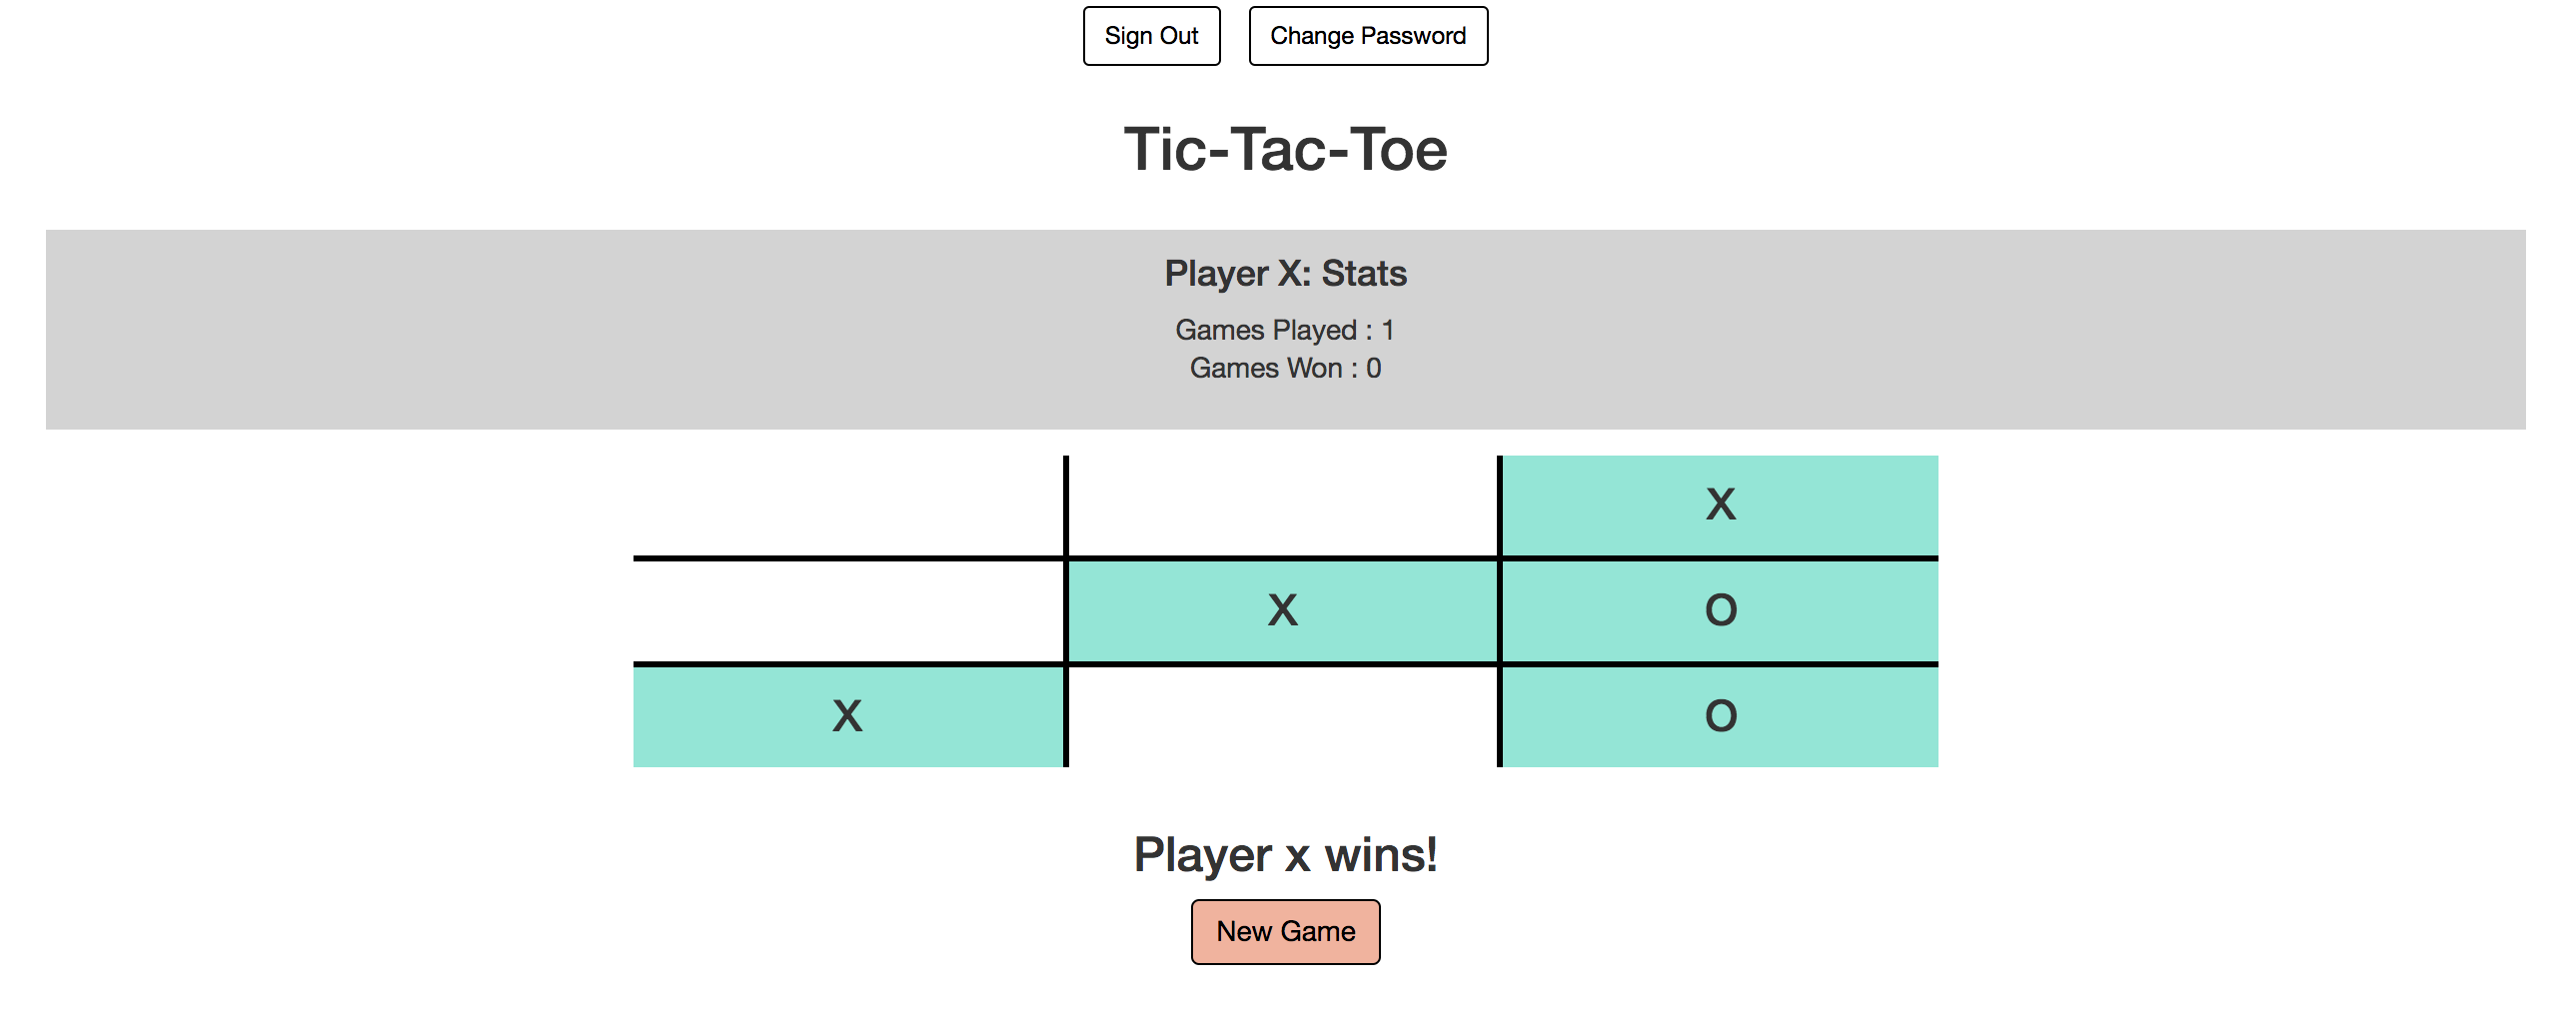 Sign Out Change Password
Tic-Tac-Toe
Player X: Stats
Games Played : 1
Games Won : 0
X
X O
X O
Player x wins!
New Game